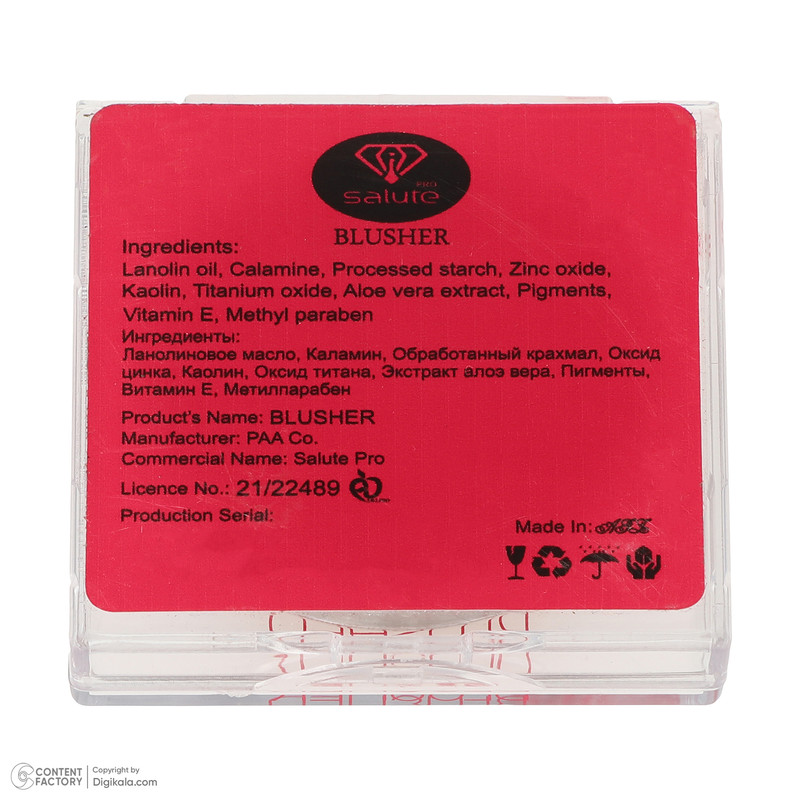 PRO
salute
BLUSHER
Ingredients:
Lanolin oil, Calamine, Processed starch, Zinc oxide,
Kaolin, Titanium oxide, Aloe vera extract, Pigments,
Vitamin E, Methyl paraben
Ингредиенты:
Ланолиновое масло, Каламин, Обработанный крахмал, Оксид
цинка, Каолин, Оксид титана, Экстракт алоэ вера, Пигменты,
Витамин Е, Метилпарабен
Product's Name: BLUSHER
Manufacturer: PAA Co.
Commercial Name: Salute Pro
Licence No.: 21/22489
Production Serial:
Made In:
CONTENT FACTORY
Copyright by
Digikala.com